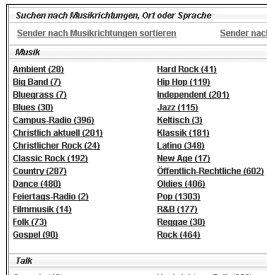 Suchen nach Musikrichtungen, Ort oder Sprache
Sender nach Musikrichtungen sortieren Sender nach
Musik
Ambient (28) Hard Rock (41)
Big Band (7) Hip Hop (119)
Bluegrass (7) Independent (201)
Blues (30) Jazz (115)
Campus-Radio (396) Keltisch (3)
Christlich aktuell (201) Klassik (181)
Christlicher Rock (24) Latino (348)
Classic Rock (192) New Age (17)
Country (287) Öffentlich-Rechtliche (602)
Dance (480) Oldies (406)
Feiertags-Radio (2) Pop (1303)
Filmmusik (14) R&B (177)
Folk (73) Reggae (30)
Gospel (90) Rock (464)
Talk